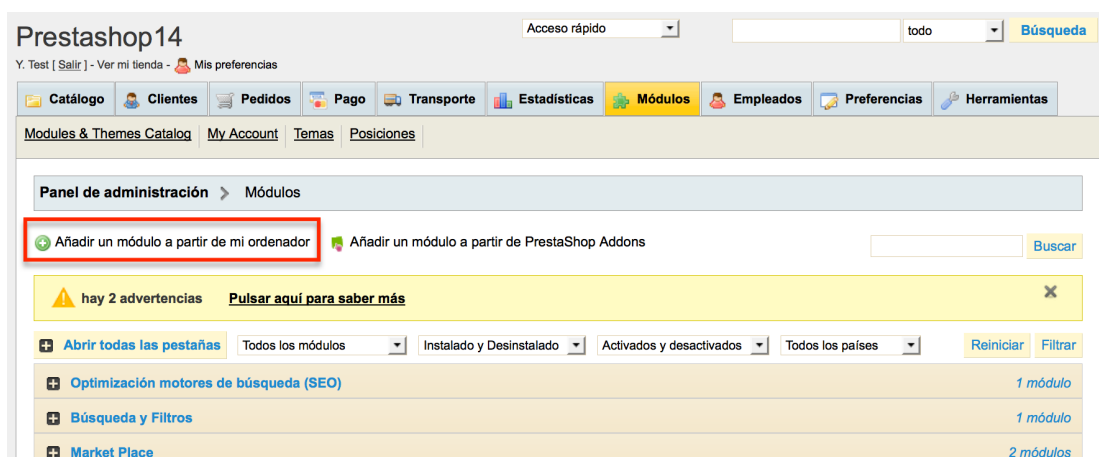 Prestashop14
Acceso rápido
todo
Búsqueda
Y. Test [ Salir ] - Ver mi tienda - Mis preferencias
Catálogo Clientes Pedidos Pago Transporte Estadísticas Módulos Empleados Preferencias Herramientas
Modules & Themes Catalog My Account Temas Posiciones
Panel de administración Módulos
Añadir un módulo a partir de mi ordenador Añadir un módulo a partir de PrestaShop Addons Buscar
hay 2 advertencias Pulsar aquí para saber más
Abrir todas las pestañas Todos los módulos Instalado y Desinstalado Activados y desactivados Todos los países Reiniciar Filtrar
Optimización motores de búsqueda (SEO) 1 módulo
Búsqueda y Filtros 1 módulo
Market Place 2 módulos